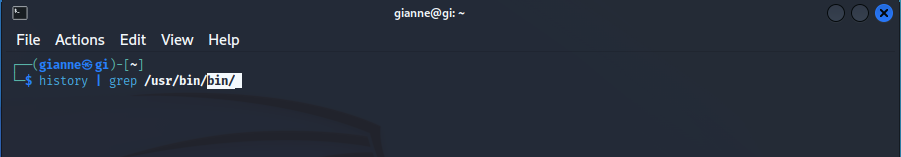 gianne@gi: ~
File Actions Edit View Help
┌──(gianne㉿gi)-[~]
└─$ history | grep /usr/bin/bin/